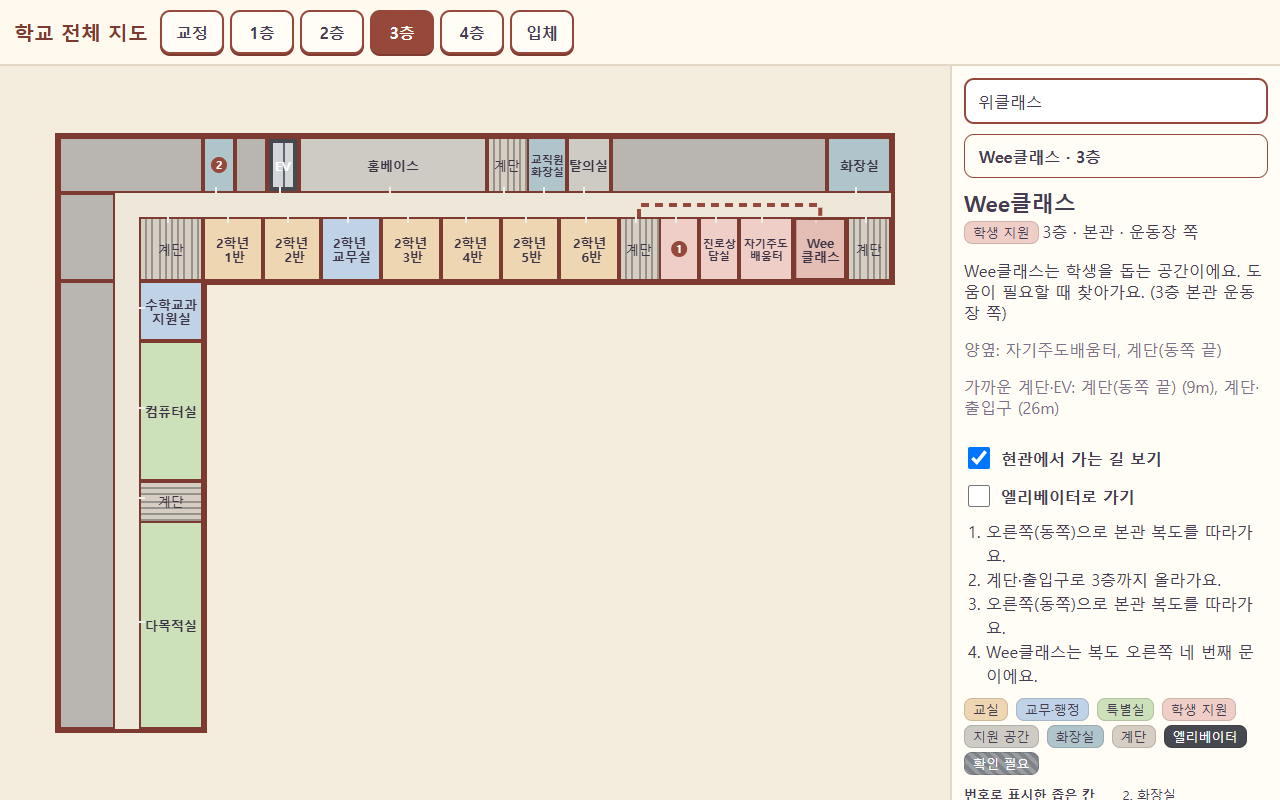 학교 전체 지도
교정
1층
2층
3층
4층
입체
2
EV
홈베이스
계단
교직원
화장실
탈의실
화장실
계단
2학년
1반
2학년
2반
2학년
교무실
2학년
3반
2학년
4반
2학년
5반
2학년
6반
계단
1
진로상
담실
자기주도
배움터
Wee
클래스
계단
수학교과
지원실
컴퓨터실
계단
다목적실
위클래스
Wee클래스 · 3층
Wee클래스
학생 지원 3층 · 본관 · 운동장 쪽
Wee클래스는 학생을 돕는 공간이에요. 도
움이 필요할 때 찾아가요. (3층 본관 운동
장 쪽)
양옆: 자기주도배움터, 계단(동쪽 끝)
가까운 계단·EV: 계단(동쪽 끝) (9m), 계단·
출입구 (26m)
현관에서 가는 길 보기
엘리베이터로 가기
1. 오른쪽(동쪽)으로 본관 복도를 따라가
요.
2. 계단·출입구로 3층까지 올라가요.
3. 오른쪽(동쪽)으로 본관 복도를 따라가
요.
4. Wee클래스는 복도 오른쪽 네 번째 문
이에요.
교실 교무·행정 특별실 학생 지원
지원 공간 화장실 계단 엘리베이터
확인 필요
번호로 표시한 좁은 칸 2. 화장실